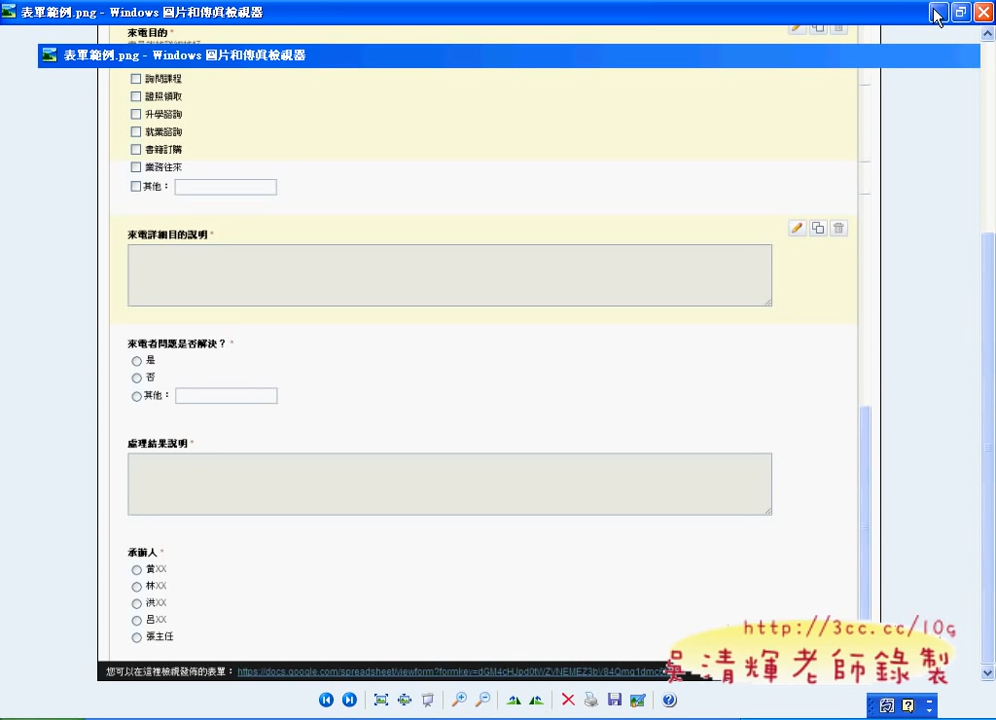 表單範例.png - Windows 圖片和傳真檢視器
來電目的 *
表單範例.png - Windows 圖片和傳真檢視器
詢問課程
證照領取
升學諮詢
就業諮詢
書籍訂購
業務往來
其他：
來電詳細目的說明 *
來電者問題是否解決？ *
是
否
其他：
處理結果說明 *
承辦人 *
黃XX
林XX
洪XX
呂XX
張主任
http://3cc.cc/10g
吳清輝老師錄製
您可以在這裡檢視發佈的表單：